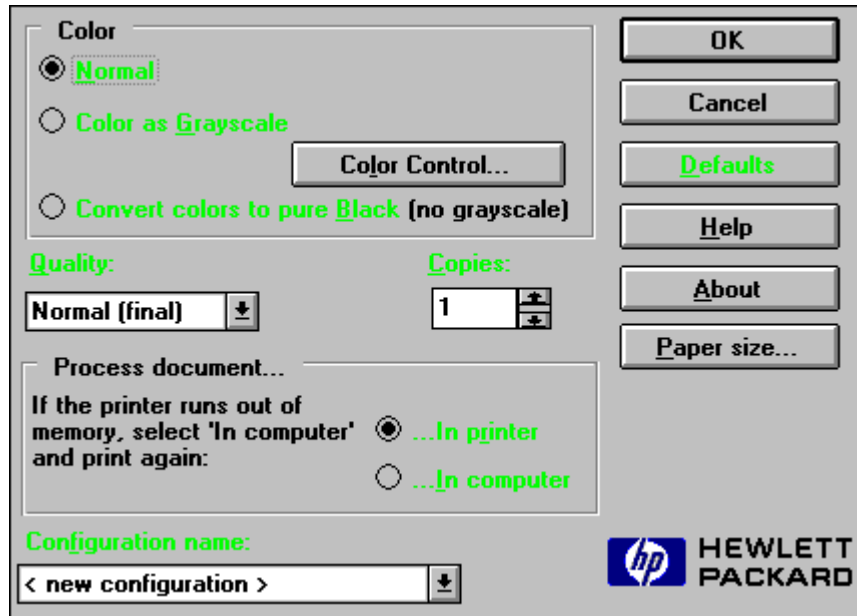 Color
Normal
Color as Grayscale
Color Control...
Convert colors to pure Black (no grayscale)
Quality:
Normal (final)
Copies:
1
Process document...
If the printer runs out of
memory, select 'In computer'
and print again:
...In printer
...In computer
Configuration name:
< new configuration >
OK
Cancel
Defaults
Help
About
Paper size...
hp HEWLETT
PACKARD